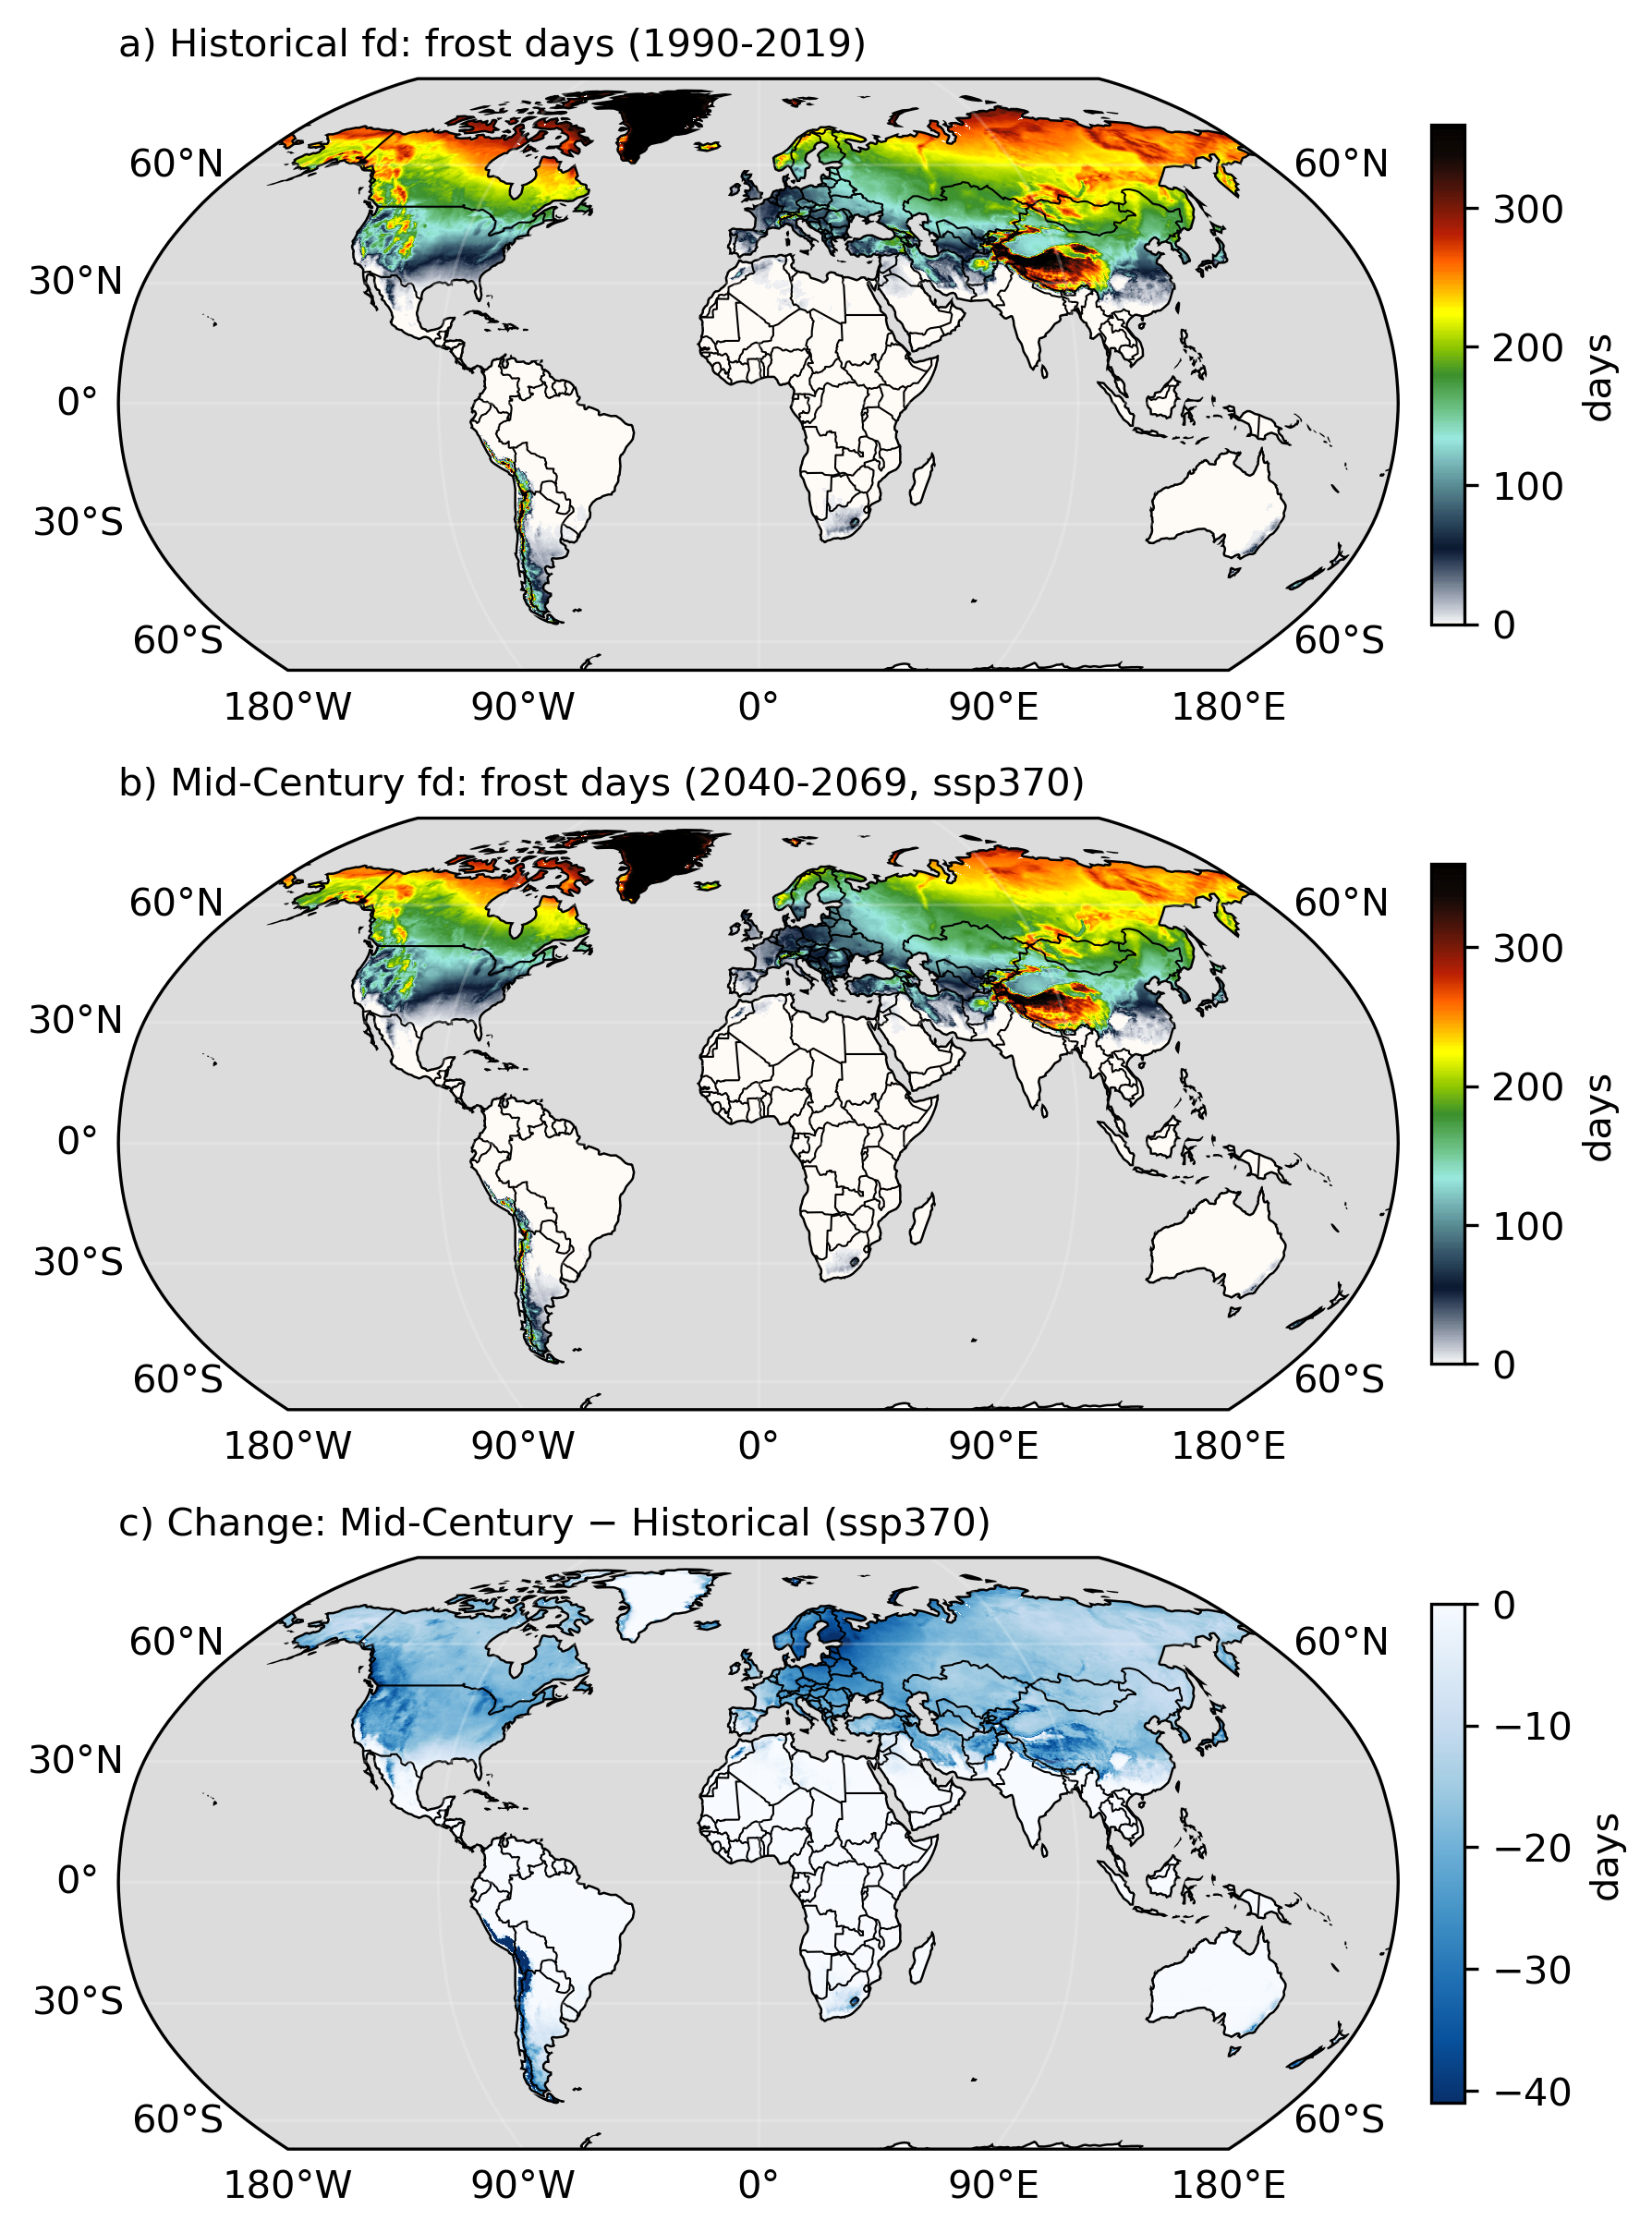 a) Historical fd: frost days (1990-2019)
60°N 60°N
30°N
0°
30°S
60°S 60°S
180°W 90°W 0° 90°E 180°E
300
200
100
0
days
b) Mid-Century fd: frost days (2040-2069, ssp370)
60°N 60°N
30°N
0°
30°S
60°S 60°S
180°W 90°W 0° 90°E 180°E
300
200
100
0
days
c) Change: Mid-Century − Historical (ssp370)
60°N 60°N
30°N
0°
30°S
60°S 60°S
180°W 90°W 0° 90°E 180°E
0
−10
−20
−30
−40
days